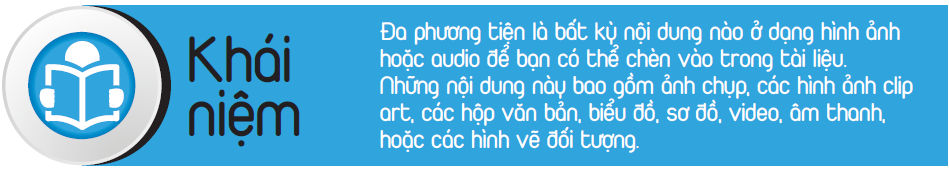 Khái
niệm
Đa phương tiện là bất kỳ nội dung nào ở dạng hình ảnh
hoặc audio để bạn có thể chèn vào trong tài liệu.
Những nội dung này bao gồm ảnh chụp, các hình ảnh clip
art, các hộp văn bản, biểu đồ, sơ đồ, video, âm thanh,
hoặc các hình vẽ đối tượng.